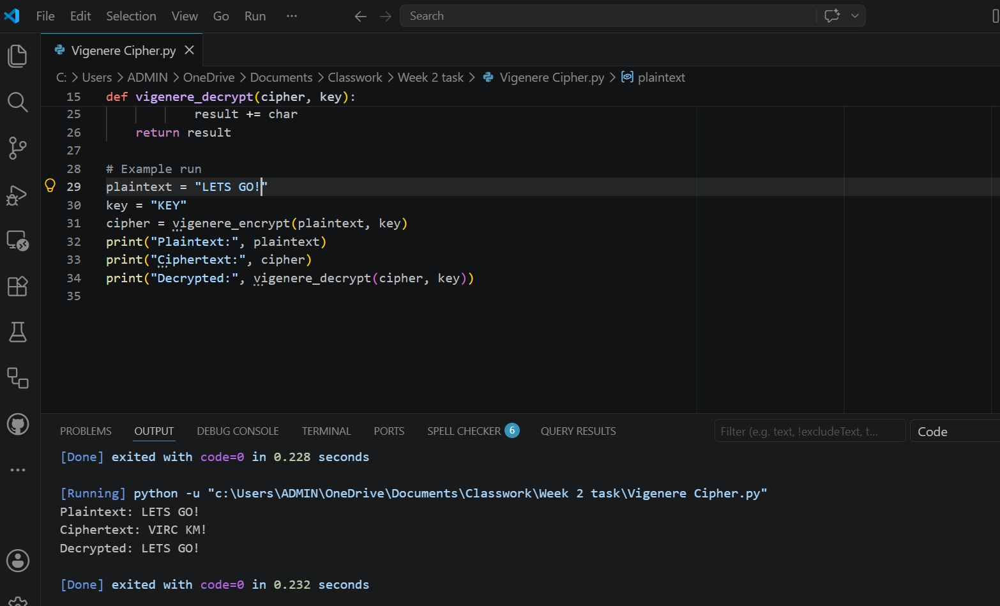 File Edit Selection View Go Run ··· Search
Vigenere Cipher.py
C: > Users > ADMIN > OneDrive > Documents > Classwork > Week 2 task > Vigenere Cipher.py > plaintext
15 def vigenere_decrypt(cipher, key):
25 result += char
26 return result
27
28 # Example run
29 plaintext = "LETS GO!"
30 key = "KEY"
31 cipher = vigenere_encrypt(plaintext, key)
32 print("Plaintext:", plaintext)
33 print("Ciphertext:", cipher)
34 print("Decrypted:", vigenere_decrypt(cipher, key))
35
PROBLEMS OUTPUT DEBUG CONSOLE TERMINAL PORTS SPELL CHECKER 6 QUERY RESULTS Filter (e.g. text, !excludeText, t... Code
[Done] exited with code=0 in 0.228 seconds
[Running] python -u "c:\Users\ADMIN\OneDrive\Documents\Classwork\Week 2 task\Vigenere Cipher.py"
Plaintext: LETS GO!
Ciphertext: VIRC KM!
Decrypted: LETS GO!
[Done] exited with code=0 in 0.232 seconds